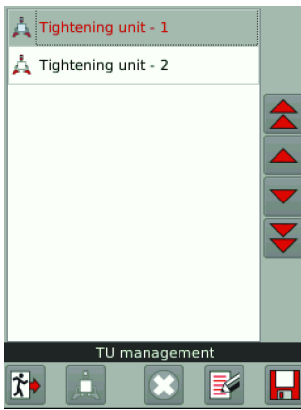 Tightening unit - 1
Tightening unit - 2
TU management